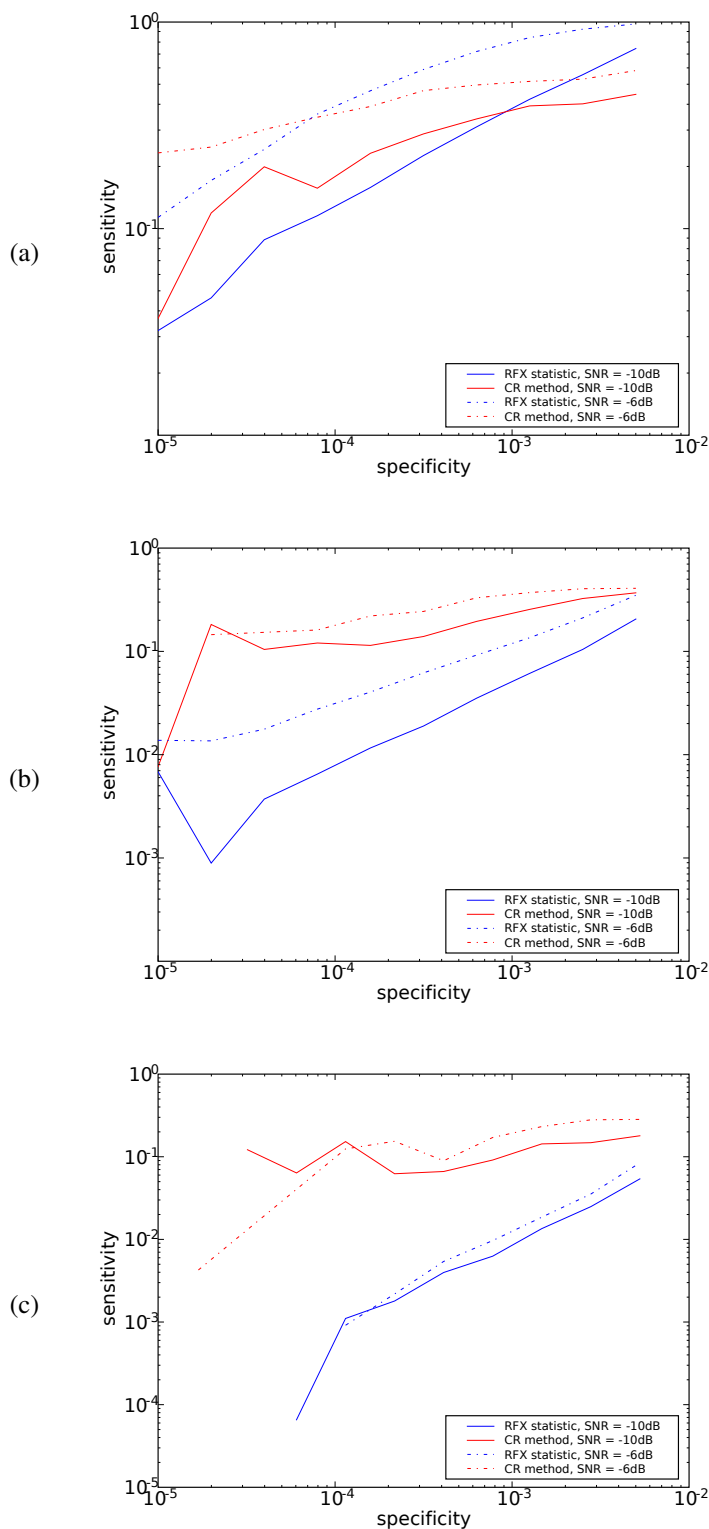 10^0
10^-1
sensitivity
(a)
RFX statistic, SNR = -10dB
CR method, SNR = -10dB
RFX statistic, SNR = -6dB
CR method, SNR = -6dB
10^-5 10^-4 10^-3 10^-2
specificity
10^0
10^-1
10^-2
10^-3
sensitivity
(b)
RFX statistic, SNR = -10dB
CR method, SNR = -10dB
RFX statistic, SNR = -6dB
CR method, SNR = -6dB
10^-5 10^-4 10^-3 10^-2
specificity
10^0
10^-1
10^-2
10^-3
10^-4
10^-5
sensitivity
(c)
RFX statistic, SNR = -10dB
CR method, SNR = -10dB
RFX statistic, SNR = -6dB
CR method, SNR = -6dB
10^-5 10^-4 10^-3 10^-2
specificity